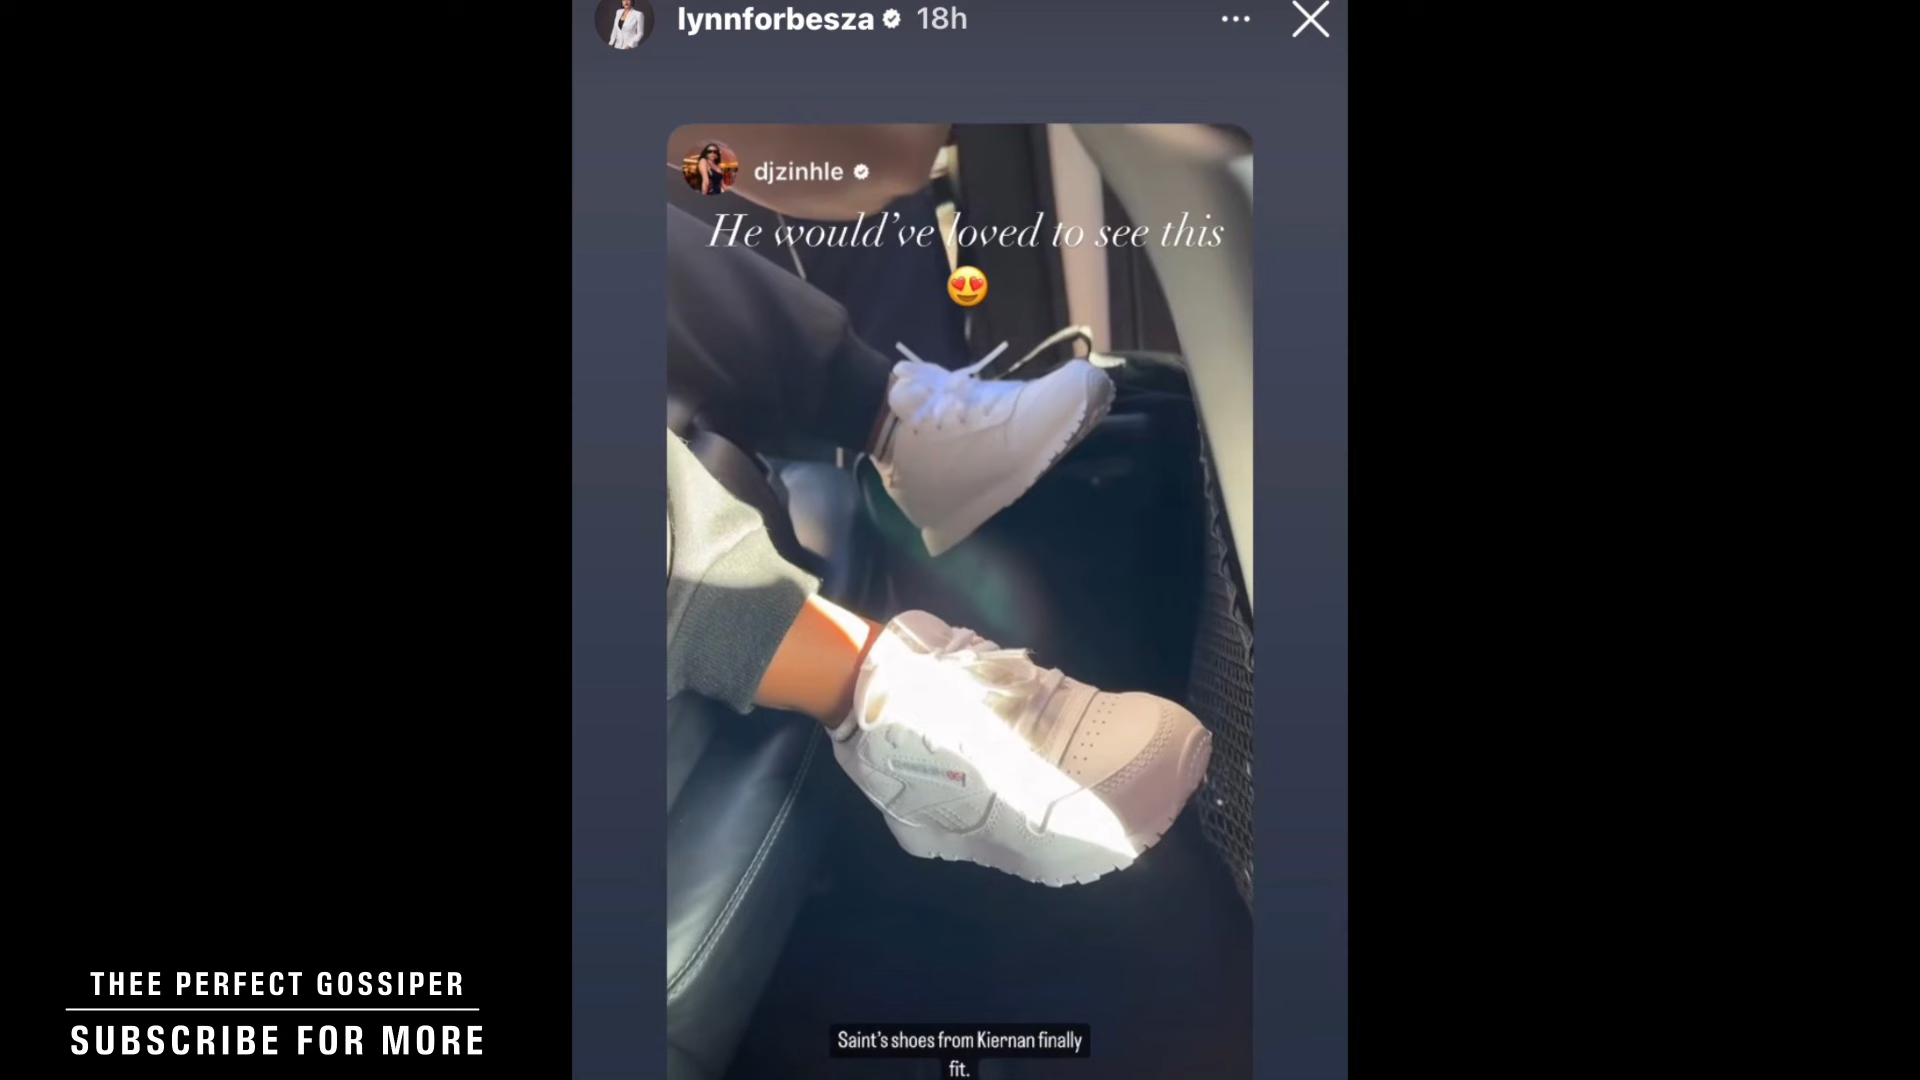 lynnforbesza 18h
djzinhle
He would've loved to see this
Saint's shoes from Kiernan finally
fit.
THEE PERFECT GOSSIPER
SUBSCRIBE FOR MORE